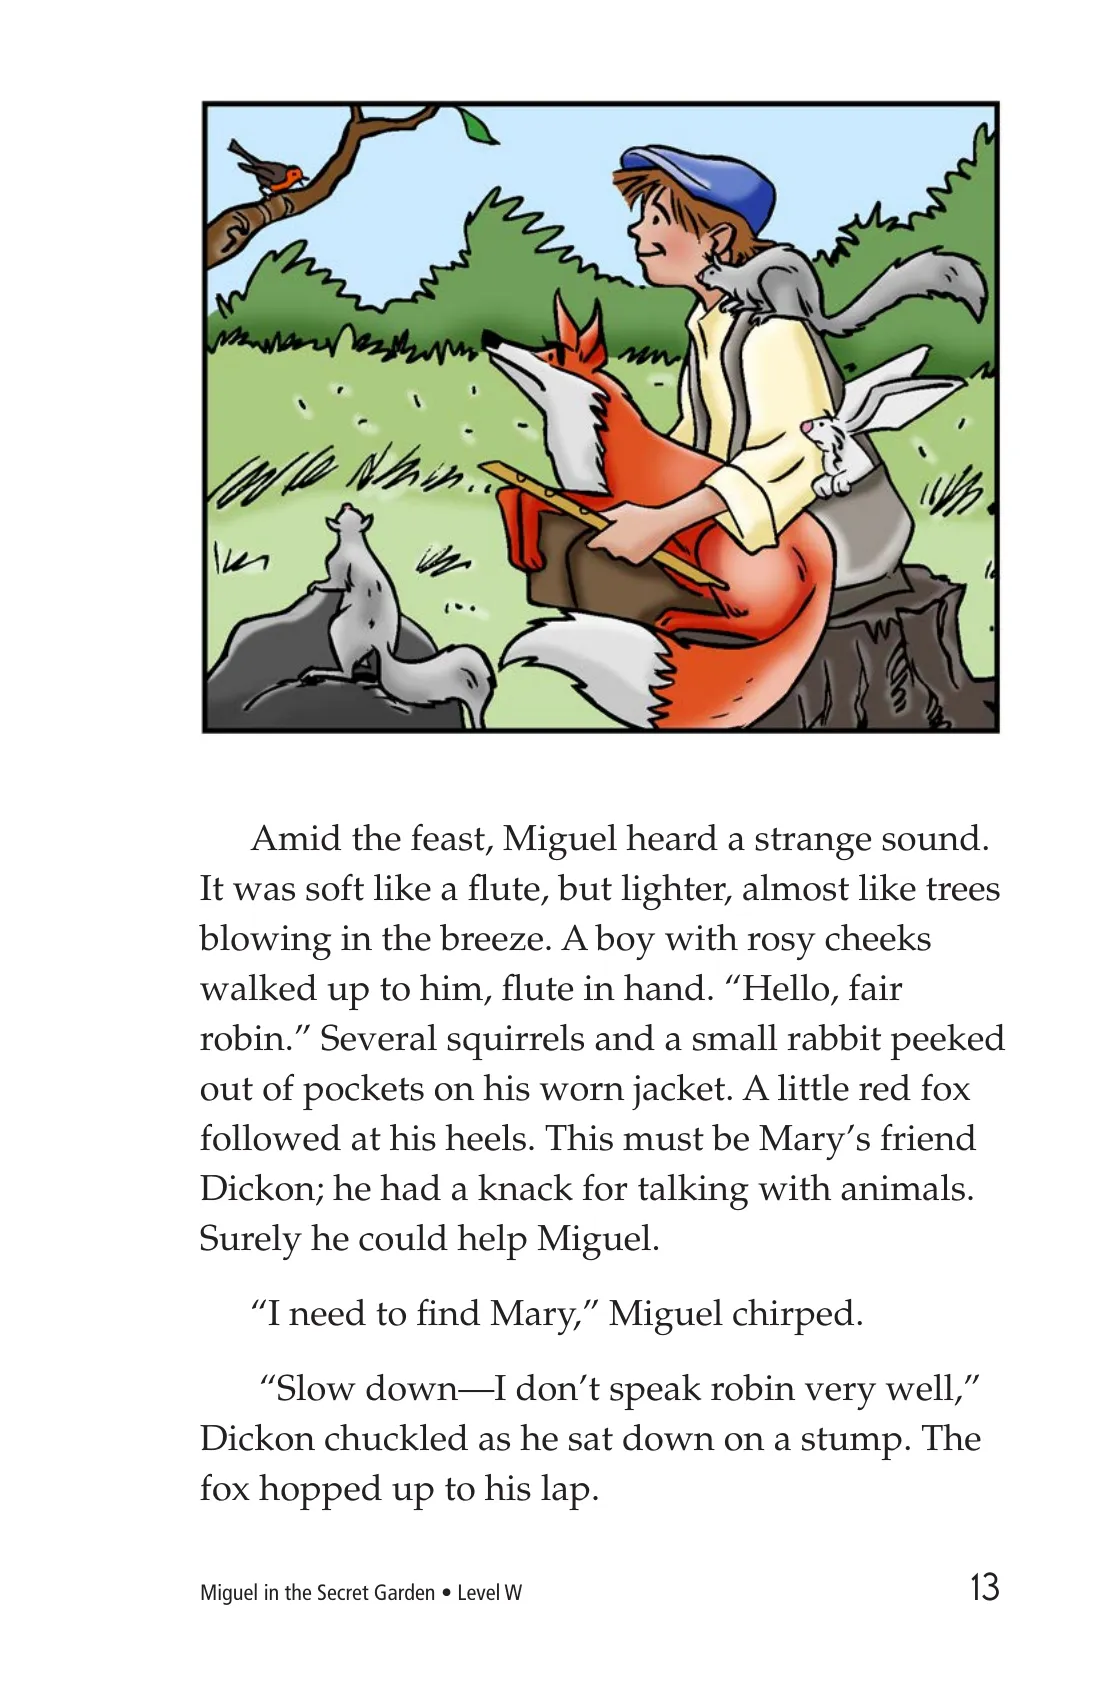 Amid the feast, Miguel heard a strange sound.
It was soft like a flute, but lighter, almost like trees
blowing in the breeze. A boy with rosy cheeks
walked up to him, flute in hand. “Hello, fair
robin.” Several squirrels and a small rabbit peeked
out of pockets on his worn jacket. A little red fox
followed at his heels. This must be Mary’s friend
Dickon; he had a knack for talking with animals.
Surely he could help Miguel.
“I need to find Mary,” Miguel chirped.
“Slow down—I don’t speak robin very well,”
Dickon chuckled as he sat down on a stump. The
fox hopped up to his lap.
Miguel in the Secret Garden • Level W 13